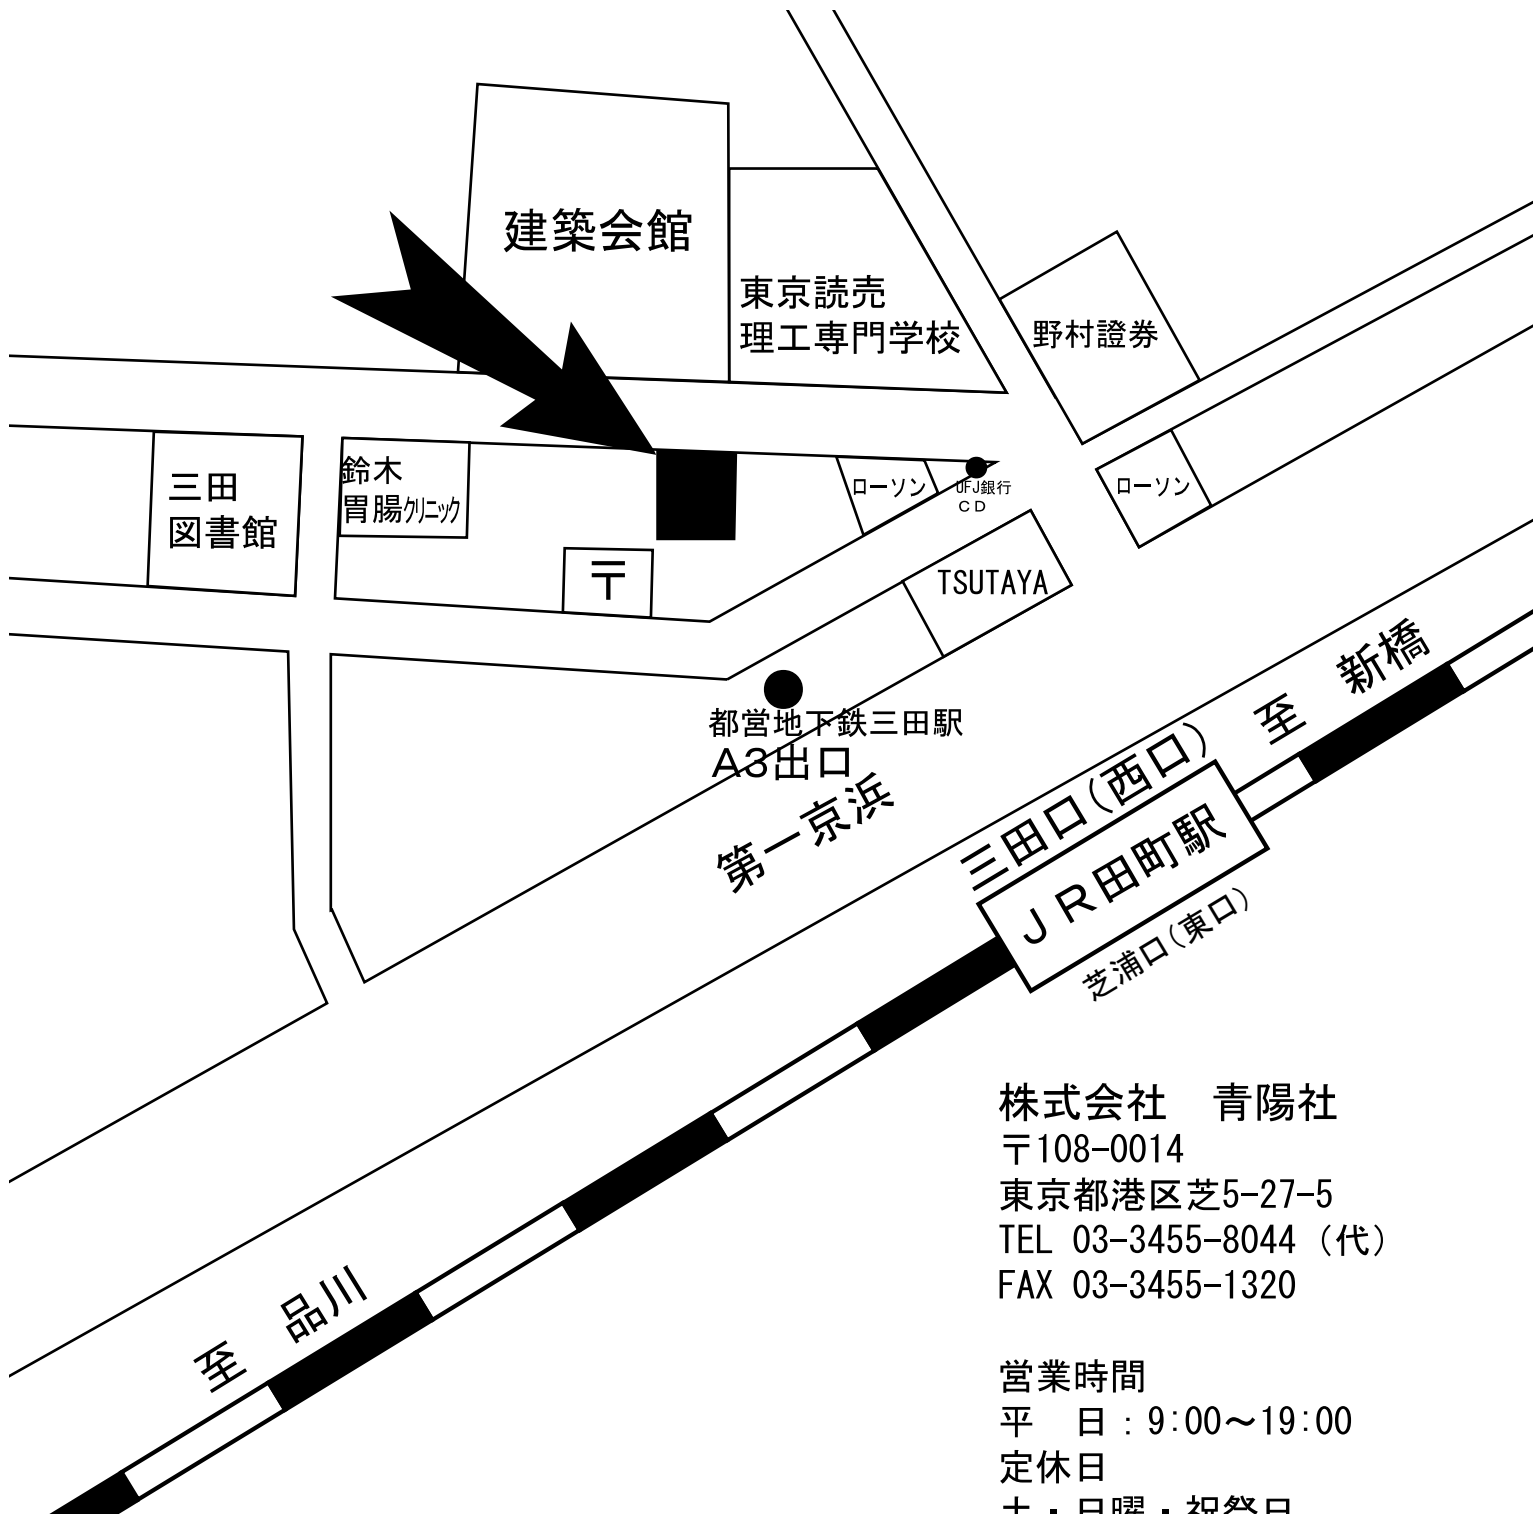 建築会館
東京読売
理工専門学校
野村證券
三田
図書館
鈴木
胃腸クリニック
〒
ローソン
UFJ銀行
CD
ローソン
TSUTAYA
都営地下鉄三田駅
A3出口
第一京浜
至　新橋
三田口(西口)
JR田町駅
芝浦口(東口)
至　品川
株式会社　青陽社
〒108-0014
東京都港区芝5-27-5
TEL 03-3455-8044（代）
FAX 03-3455-1320
営業時間
平　日：9:00～19:00
定休日
土・日曜・祝祭日